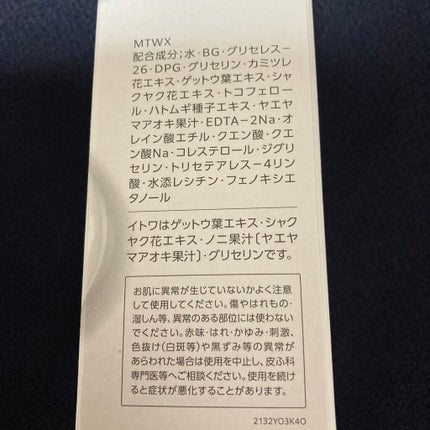 MTWX
配合成分;水・BG・グリセレス-
26・DPG・グリセリン・カミツレ
花エキス・ゲットウ葉エキス・シャ
クヤク花エキス・トコフェロー
ル・ハトムギ種子エキス・ヤエヤ
マアオキ果汁・EDTA-2Na・オ
レイン酸エチル・クエン酸・クエ
ン酸Na・コレステロール・ジグリ
セリン・トリセテアレス-4リン
酸・水添レシチン・フェノキシエ
タノール
イトワはゲットウ葉エキス・シャク
ヤク花エキス・ノニ果汁〔ヤエヤ
マアオキ果汁〕・グリセリンです。
お肌に異常が生じていないかよく注意
して使用してください。傷やはれもの・
湿しん等、異常のある部位には使わない
でください。赤味・はれ・かゆみ・刺激、
色抜け(白斑等)や黒ずみ等の異常が
あらわれた場合は使用を中止し、皮ふ科
専門医等へご相談ください。使用を続け
ると症状が悪化することがあります。
2132Y03K40